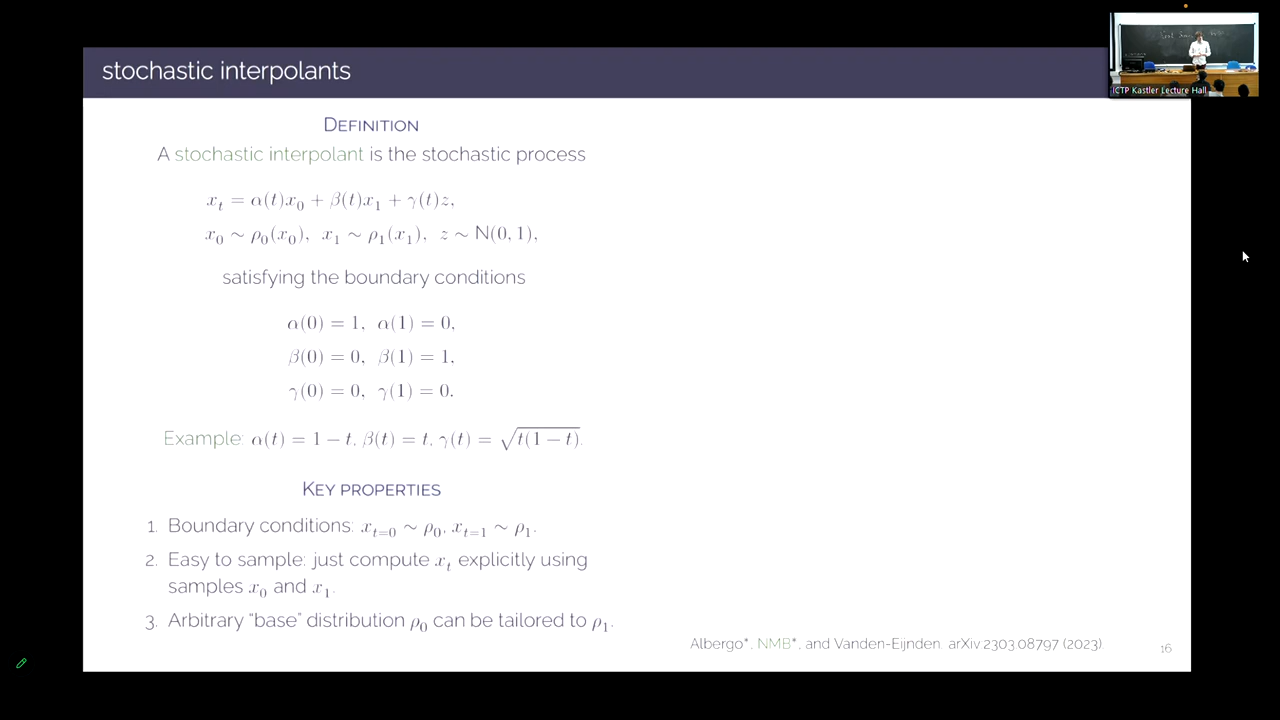 stochastic interpolants
ICTP Kastler Lecture Hall
DEFINITION
A stochastic interpolant is the stochastic process
x_t = α(t)x_0 + β(t)x_1 + γ(t)z,
x_0 ∼ ρ_0(x_0), x_1 ∼ ρ_1(x_1), z ∼ N(0, 1),
satisfying the boundary conditions
α(0) = 1, α(1) = 0,
β(0) = 0, β(1) = 1,
γ(0) = 0, γ(1) = 0.
Example: α(t) = 1 − t, β(t) = t, γ(t) = √t(1 − t).
KEY PROPERTIES
1. Boundary conditions: x_{t=0} ∼ ρ_0, x_{t=1} ∼ ρ_1.
2. Easy to sample: just compute x_t explicitly using
samples x_0 and x_1.
3. Arbitrary “base” distribution ρ_0 can be tailored to ρ_1.
Albergo*, NMB*, and Vanden-Eijnden. arXiv:2303.08797 (2023).
16